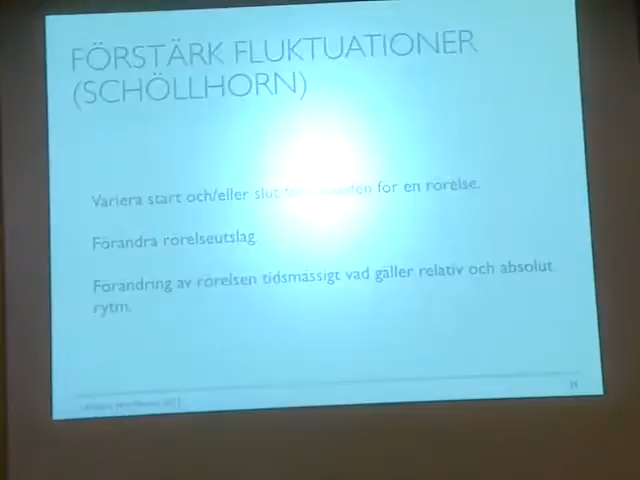 FÖRSTÄRK FLUKTUATIONER
(SCHÖLLHORN)
Variera start och/eller slut för en rörelse.
Förändra rörelseutslag
Förändring av rörelsen tidsmässigt vad gäller relativ och absolut
rytm.